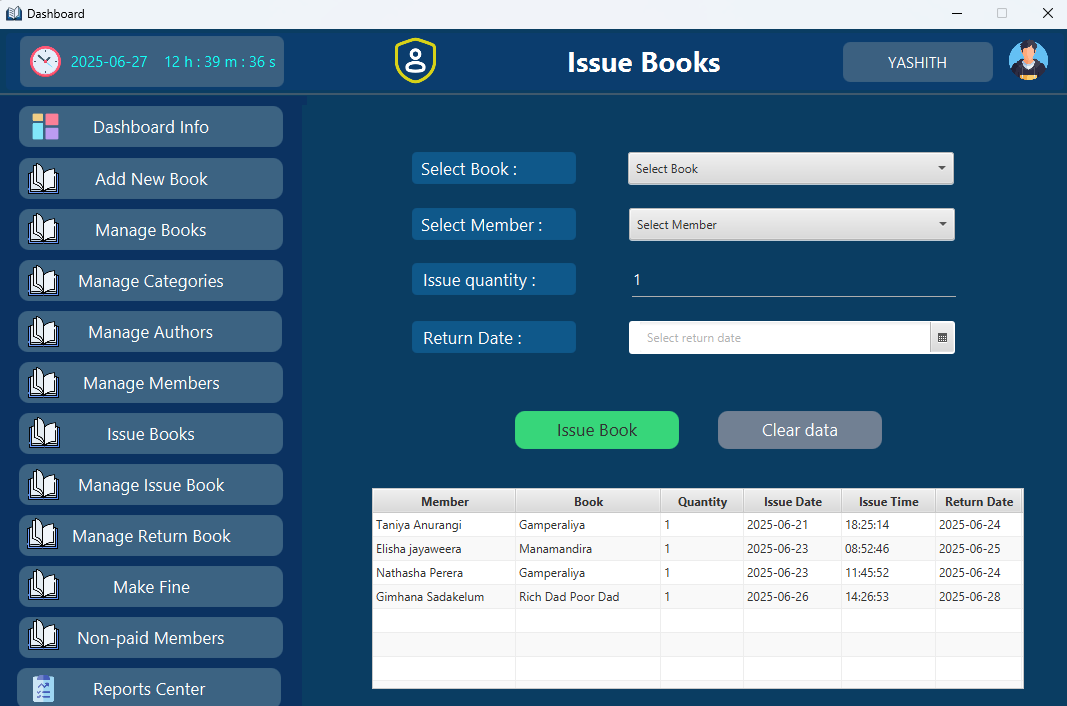 Dashboard
2025-06-27 12 h : 39 m : 36 s
Issue Books
YASHITH
Dashboard Info
Add New Book
Manage Books
Manage Categories
Manage Authors
Manage Members
Issue Books
Manage Issue Book
Manage Return Book
Make Fine
Non-paid Members
Reports Center
Select Book : Select Book
Select Member : Select Member
Issue quantity : 1
Return Date : Select return date
Issue Book Clear data
Member Book Quantity Issue Date Issue Time Return Date
Taniya Anurangi Gamperaliya 1 2025-06-21 18:25:14 2025-06-24
Elisha jayaweera Manamandira 1 2025-06-23 08:52:46 2025-06-25
Nathasha Perera Gamperaliya 1 2025-06-23 11:45:52 2025-06-24
Gimhana Sadakelum Rich Dad Poor Dad 1 2025-06-26 14:26:53 2025-06-28